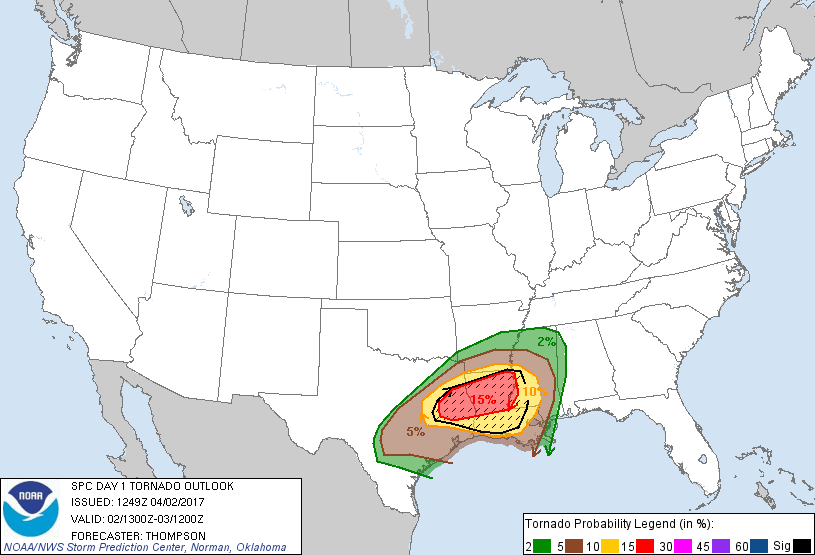 2%
10%
15%
5%
NOAA
SPC DAY 1 TORNADO OUTLOOK
ISSUED: 1249Z 04/02/2017
VALID: 02/1300Z-03/1200Z
FORECASTER: THOMPSON
NOAA/NWS Storm Prediction Center, Norman, Oklahoma
Tornado Probability Legend (in %):
2 5 10 15 30 45 60 Sig